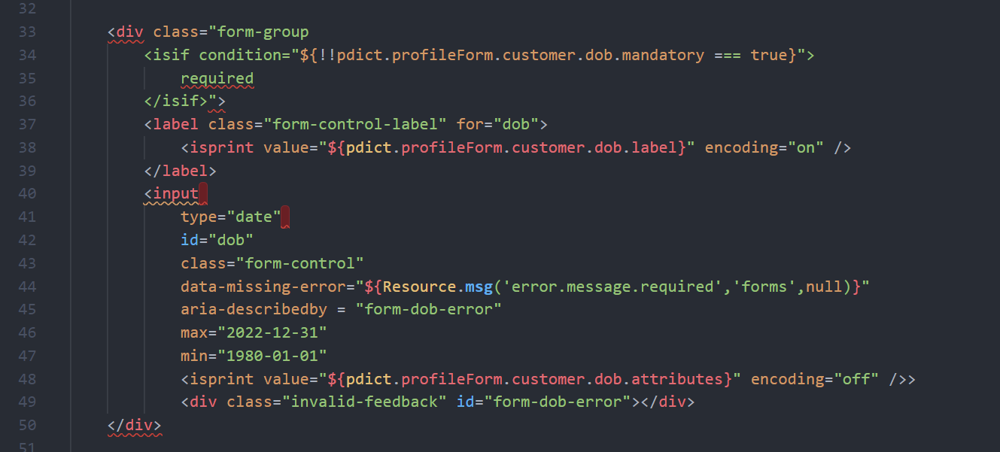 32
33 <div class="form-group
34 <isif condition="${!!pdict.profileForm.customer.dob.mandatory === true}">
35 required
36 </isif>">
37 <label class="form-control-label" for="dob">
38 <isprint value="${pdict.profileForm.customer.dob.label}" encoding="on" />
39 </label>
40 <input
41 type="date"
42 id="dob"
43 class="form-control"
44 data-missing-error="${Resource.msg('error.message.required','forms',null)}"
45 aria-describedby = "form-dob-error"
46 max="2022-12-31"
47 min="1980-01-01"
48 <isprint value="${pdict.profileForm.customer.dob.attributes}" encoding="off" />>
49 <div class="invalid-feedback" id="form-dob-error"></div>
50 </div>
51